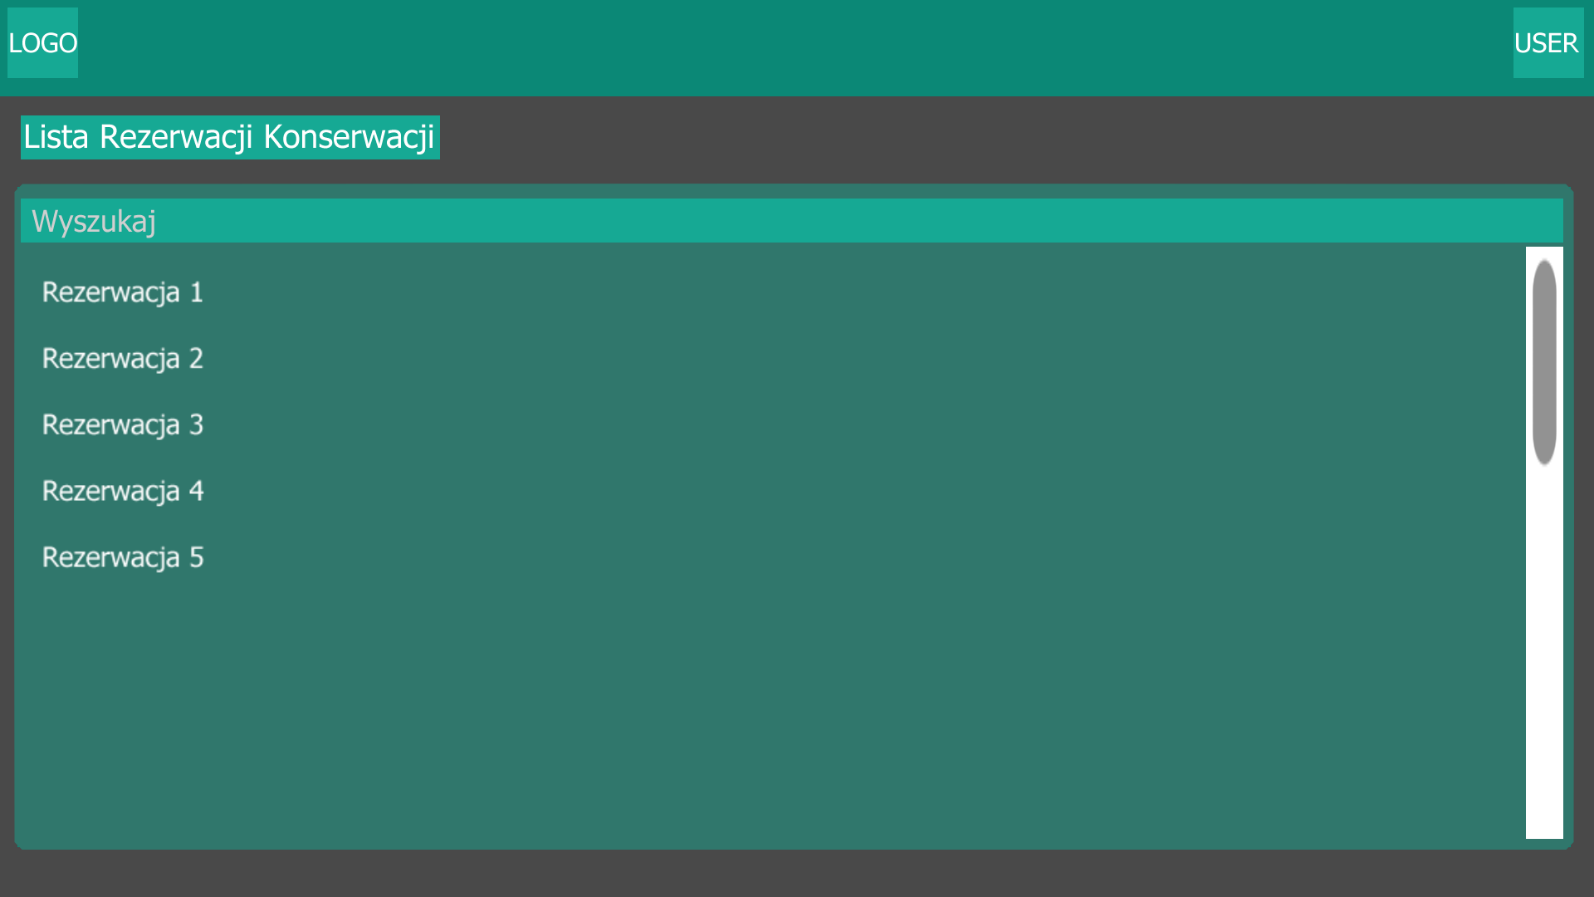 LOGO
USER
Lista Rezerwacji Konserwacji
Wyszukaj
Rezerwacja 1
Rezerwacja 2
Rezerwacja 3
Rezerwacja 4
Rezerwacja 5